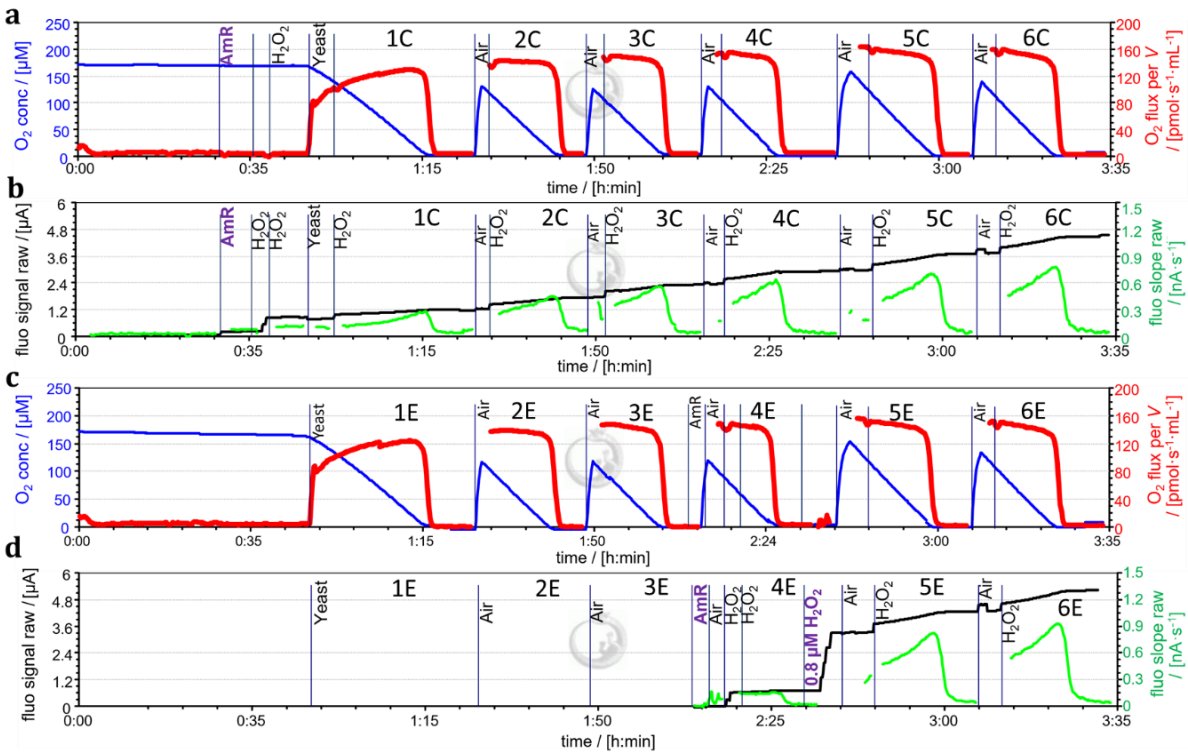 a
O₂ conc / [μM]
250
200
150
100
50
0
AmR
H₂O₂
Yeast
1C
Air
2C
Air
3C
Air
4C
Air
5C
Air
6C
200
160
120
80
40
0
O₂ flux per V
/ [pmol·s⁻¹·mL⁻¹]
0:00
0:35
1:15
1:50
2:25
3:00
3:35
time / [h:min]
b
fluo signal raw / [μA]
6
4.8
3.6
2.4
1.2
0
AmR
H₂O₂
H₂O₂
Yeast
H₂O₂
1C
Air
H₂O₂
2C
Air
H₂O₂
3C
Air
H₂O₂
4C
Air
H₂O₂
5C
Air
H₂O₂
6C
1.5
1.2
0.9
0.6
0.3
0
fluo slope raw
/ [nA·s⁻¹]
0:00
0:35
1:15
1:50
2:25
3:00
3:35
time / [h:min]
c
O₂ conc / [μM]
250
200
150
100
50
0
Yeast
1E
Air
2E
Air
3E
AmR
Air
4E
Air
5E
Air
6E
200
160
120
80
40
0
O₂ flux per V
/ [pmol·s⁻¹·mL⁻¹]
0:00
0:35
1:15
1:50
2:24
3:00
3:35
time / [h:min]
d
fluo signal raw / [μA]
6
4.8
3.6
2.4
1.2
0
Yeast
1E
Air
2E
Air
3E
AmR
Air
H₂O₂
H₂O₂
4E
0.8 μM H₂O₂
Air
H₂O₂
5E
Air
H₂O₂
6E
1.5
1.2
0.9
0.6
0.3
0
fluo slope raw
/ [nA·s⁻¹]
0:00
0:35
1:15
1:50
2:25
3:00
3:35
time / [h:min]